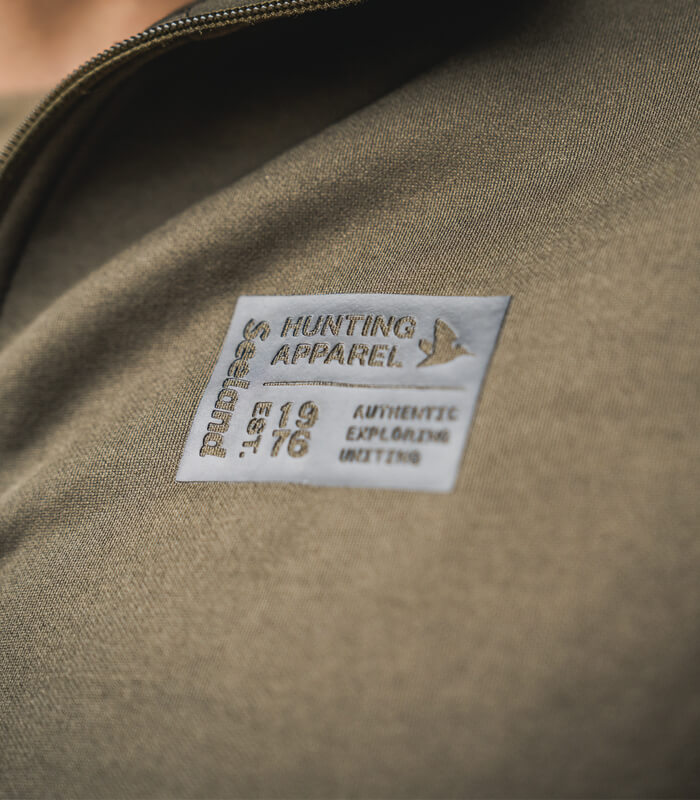 Seeland
HUNTING
APPAREL
EST.
19
76
AUTHENTIC
EXPLORING
UNITING